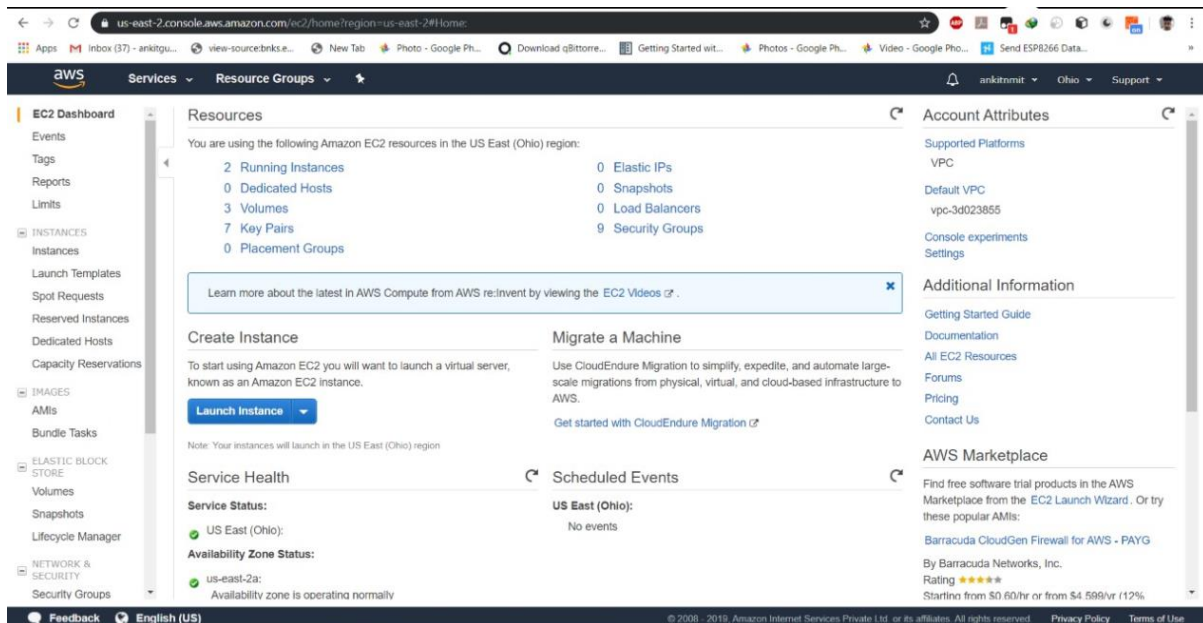 us-east-2.console.aws.amazon.com/ec2/home?region=us-east-2#Home:
Apps
Inbox (37) - ankitgu...
view-source:bnks.e...
New Tab
Photo - Google Ph...
Download qBittorre...
Getting Started wit...
Photos - Google Ph...
Video - Google Pho...
Send ESP8266 Data...
»
aws
Services
Resource Groups
ankitnmit
Ohio
Support
EC2 Dashboard
Events
Tags
Reports
Limits
INSTANCES
Instances
Launch Templates
Spot Requests
Reserved Instances
Dedicated Hosts
Capacity Reservations
IMAGES
AMIs
Bundle Tasks
ELASTIC BLOCK
STORE
Volumes
Snapshots
Lifecycle Manager
NETWORK &
SECURITY
Security Groups
Resources
You are using the following Amazon EC2 resources in the US East (Ohio) region:
2 Running Instances
0 Dedicated Hosts
3 Volumes
7 Key Pairs
0 Placement Groups
0 Elastic IPs
0 Snapshots
0 Load Balancers
9 Security Groups
Learn more about the latest in AWS Compute from AWS re:Invent by viewing the EC2 Videos .
Create Instance
To start using Amazon EC2 you will want to launch a virtual server,
known as an Amazon EC2 instance.
Launch Instance
Note: Your instances will launch in the US East (Ohio) region
Migrate a Machine
Use CloudEndure Migration to simplify, expedite, and automate large-
scale migrations from physical, virtual, and cloud-based infrastructure to
AWS.
Get started with CloudEndure Migration
Service Health
Service Status:
US East (Ohio):
Availability Zone Status:
us-east-2a:
Availability zone is operating normally
Scheduled Events
US East (Ohio):
No events
Account Attributes
Supported Platforms
VPC
Default VPC
vpc-3d023855
Console experiments
Settings
Additional Information
Getting Started Guide
Documentation
All EC2 Resources
Forums
Pricing
Contact Us
AWS Marketplace
Find free software trial products in the AWS
Marketplace from the EC2 Launch Wizard. Or try
these popular AMIs:
Barracuda CloudGen Firewall for AWS - PAYG
By Barracuda Networks, Inc.
Rating
Starting from $0.60/hr or from $4,599/yr (12%
Feedback
English (US)
© 2008 - 2019, Amazon Internet Services Private Ltd. or its affiliates. All rights reserved.
Privacy Policy
Terms of Use